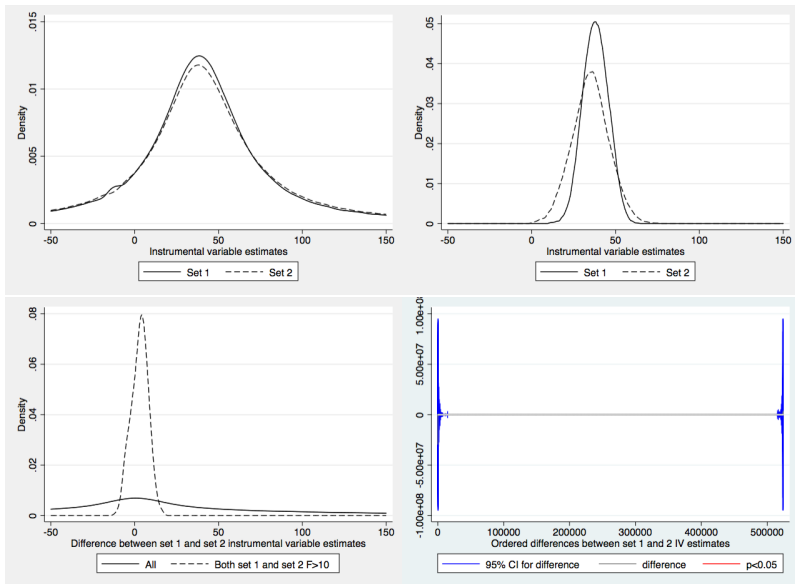 .015
.01
.005
0
Density
-50 0 50 100 150
Instrumental variable estimates
Set 1 Set 2
.05
.04
.03
.02
.01
0
Density
-50 0 50 100 150
Instrumental variable estimates
Set 1 Set 2
.08
.06
.04
.02
0
Density
-50 0 50 100 150
Difference between set 1 and set 2 instrumental variable estimates
All Both set 1 and set 2 F>10
5.00e+07
0
-5.00e+07
-1.00e+08
0 100000 200000 300000 400000 500000
Ordered differences between set 1 and 2 IV estimates
95% CI for difference difference p<0.05